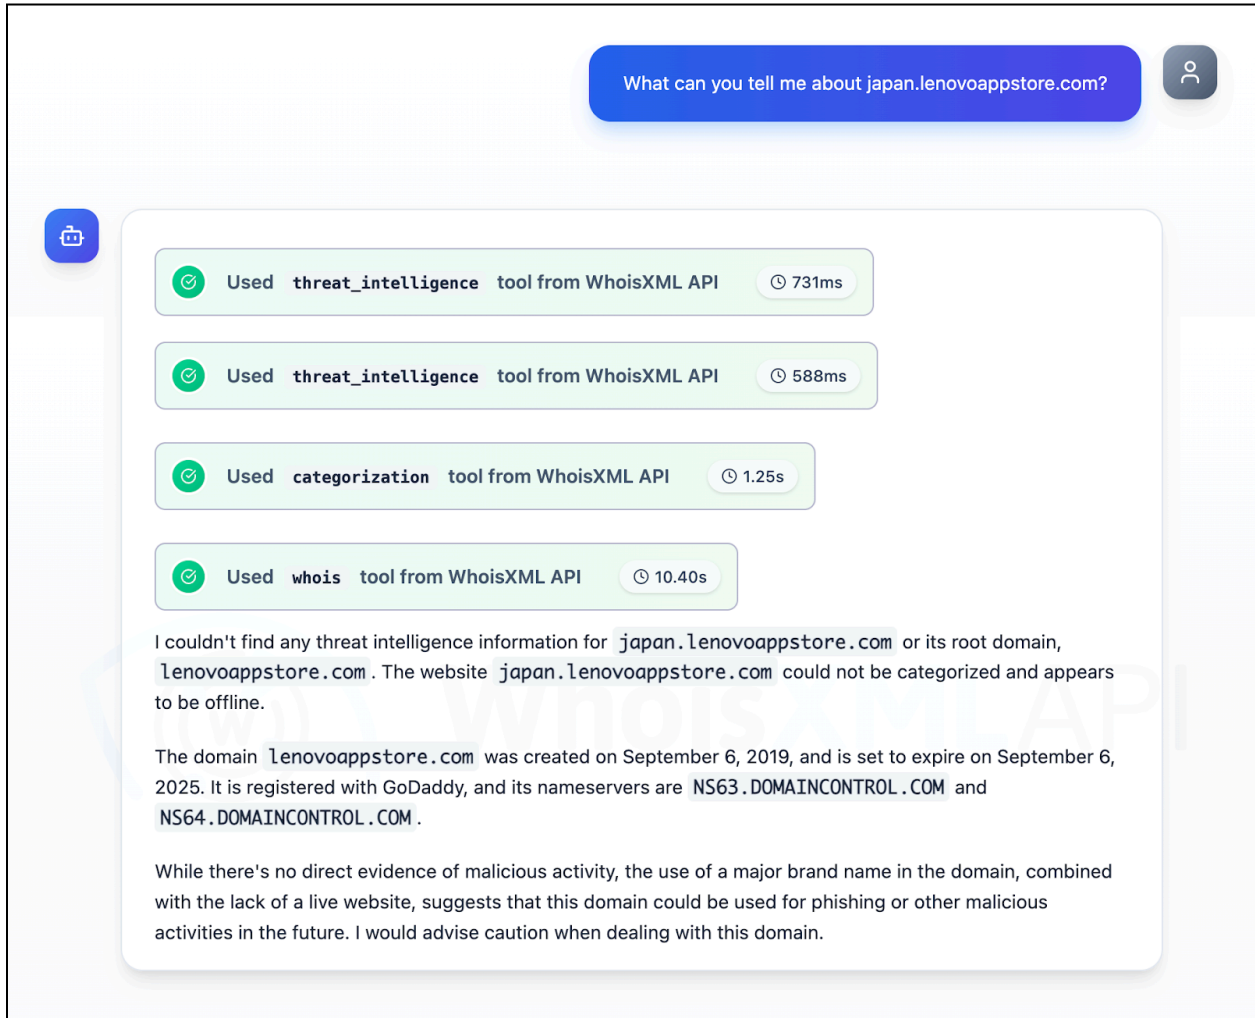 What can you tell me about japan.lenovoappstore.com?
Used threat_intelligence tool from WhoisXML API 731ms
Used threat_intelligence tool from WhoisXML API 588ms
Used categorization tool from WhoisXML API 1.25s
Used whois tool from WhoisXML API 10.40s
I couldn't find any threat intelligence information for japan.lenovoappstore.com or its root domain,
lenovoappstore.com. The website japan.lenovoappstore.com could not be categorized and appears
to be offline.
WhoisXMLAPI
The domain lenovoappstore.com was created on September 6, 2019, and is set to expire on September 6,
2025. It is registered with GoDaddy, and its nameservers are NS63.DOMAINCONTROL.COM and
NS64.DOMAINCONTROL.COM.
While there's no direct evidence of malicious activity, the use of a major brand name in the domain, combined
with the lack of a live website, suggests that this domain could be used for phishing or other malicious
activities in the future. I would advise caution when dealing with this domain.